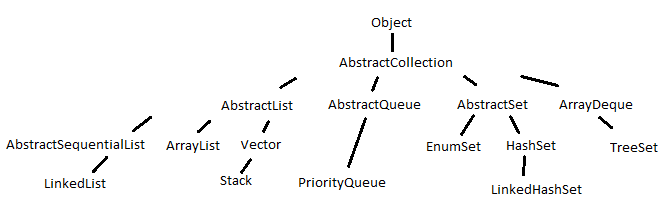 Object
AbstractCollection
AbstractList AbstractQueue AbstractSet ArrayDeque
AbstractSequentialList ArrayList Vector EnumSet HashSet TreeSet
LinkedList Stack PriorityQueue LinkedHashSet